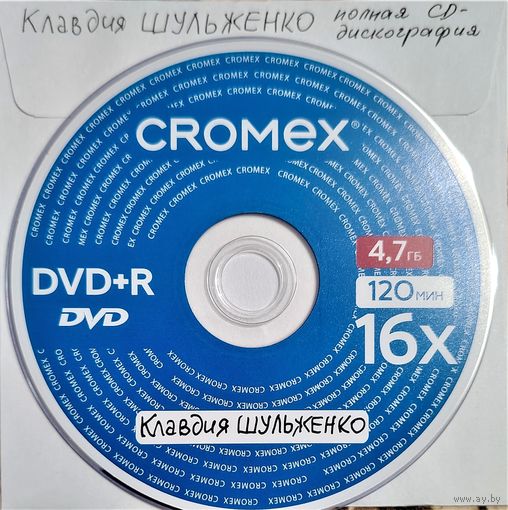 Клавдия ШУЛЬЖЕНКО полная CD-
дискография
CROMEX®
4,7 ГБ
DVD+R
120 МИН
DVD
16x
Клавдия ШУЛЬЖЕНКО
www.ay.by